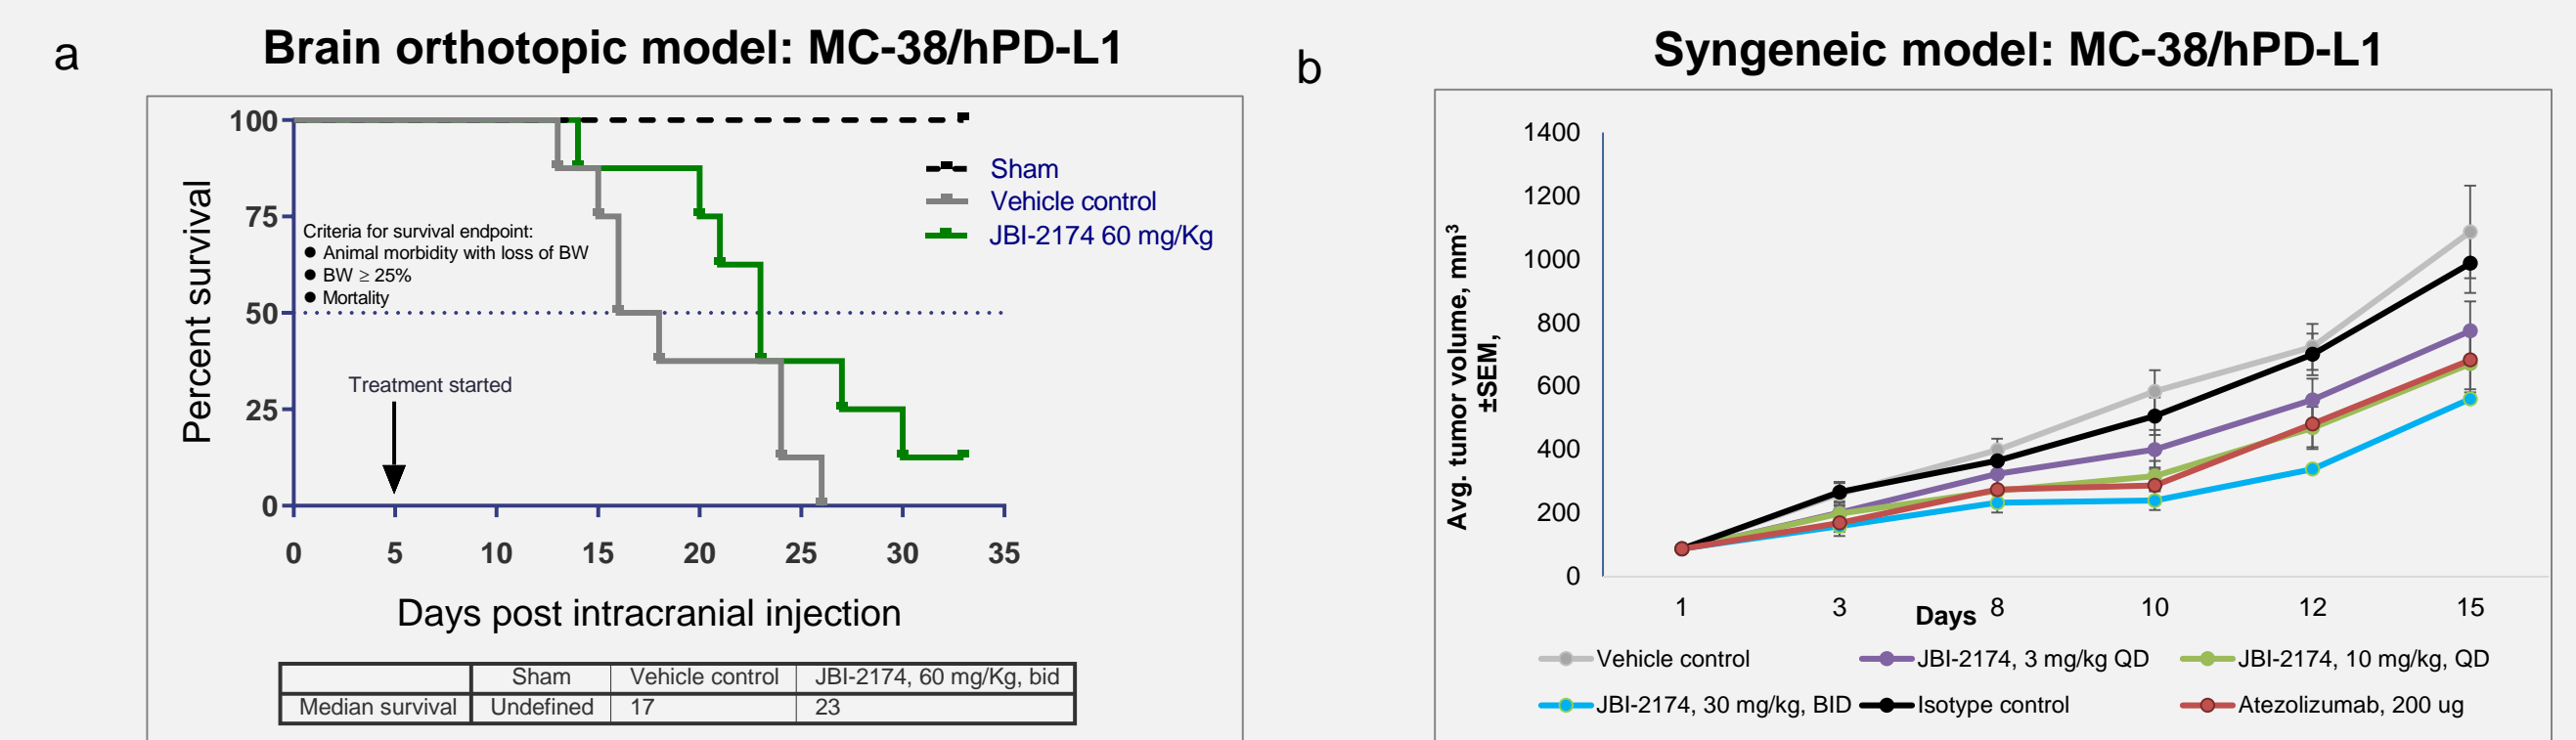 a
Brain orthotopic model: MC-38/hPD-L1
100
75
50
25
0
Percent survival
Sham
Vehicle control
JBI-2174 60 mg/Kg
Criteria for survival endpoint:
● Animal morbidity with loss of BW
● BW ≥ 25%
● Mortality
Treatment started
0 5 10 15 20 25 30 35
Days post intracranial injection
Sham Vehicle control JBI-2174, 60 mg/Kg, bid
Median survival Undefined 17 23
b
Syngeneic model: MC-38/hPD-L1
Avg. tumor volume, mm³
±SEM,
1400
1200
1000
800
600
400
200
0
1 3 8 10 12 15
Days
Vehicle control JBI-2174, 3 mg/kg QD JBI-2174, 10 mg/kg, QD
JBI-2174, 30 mg/kg, BID Isotype control Atezolizumab, 200 ug